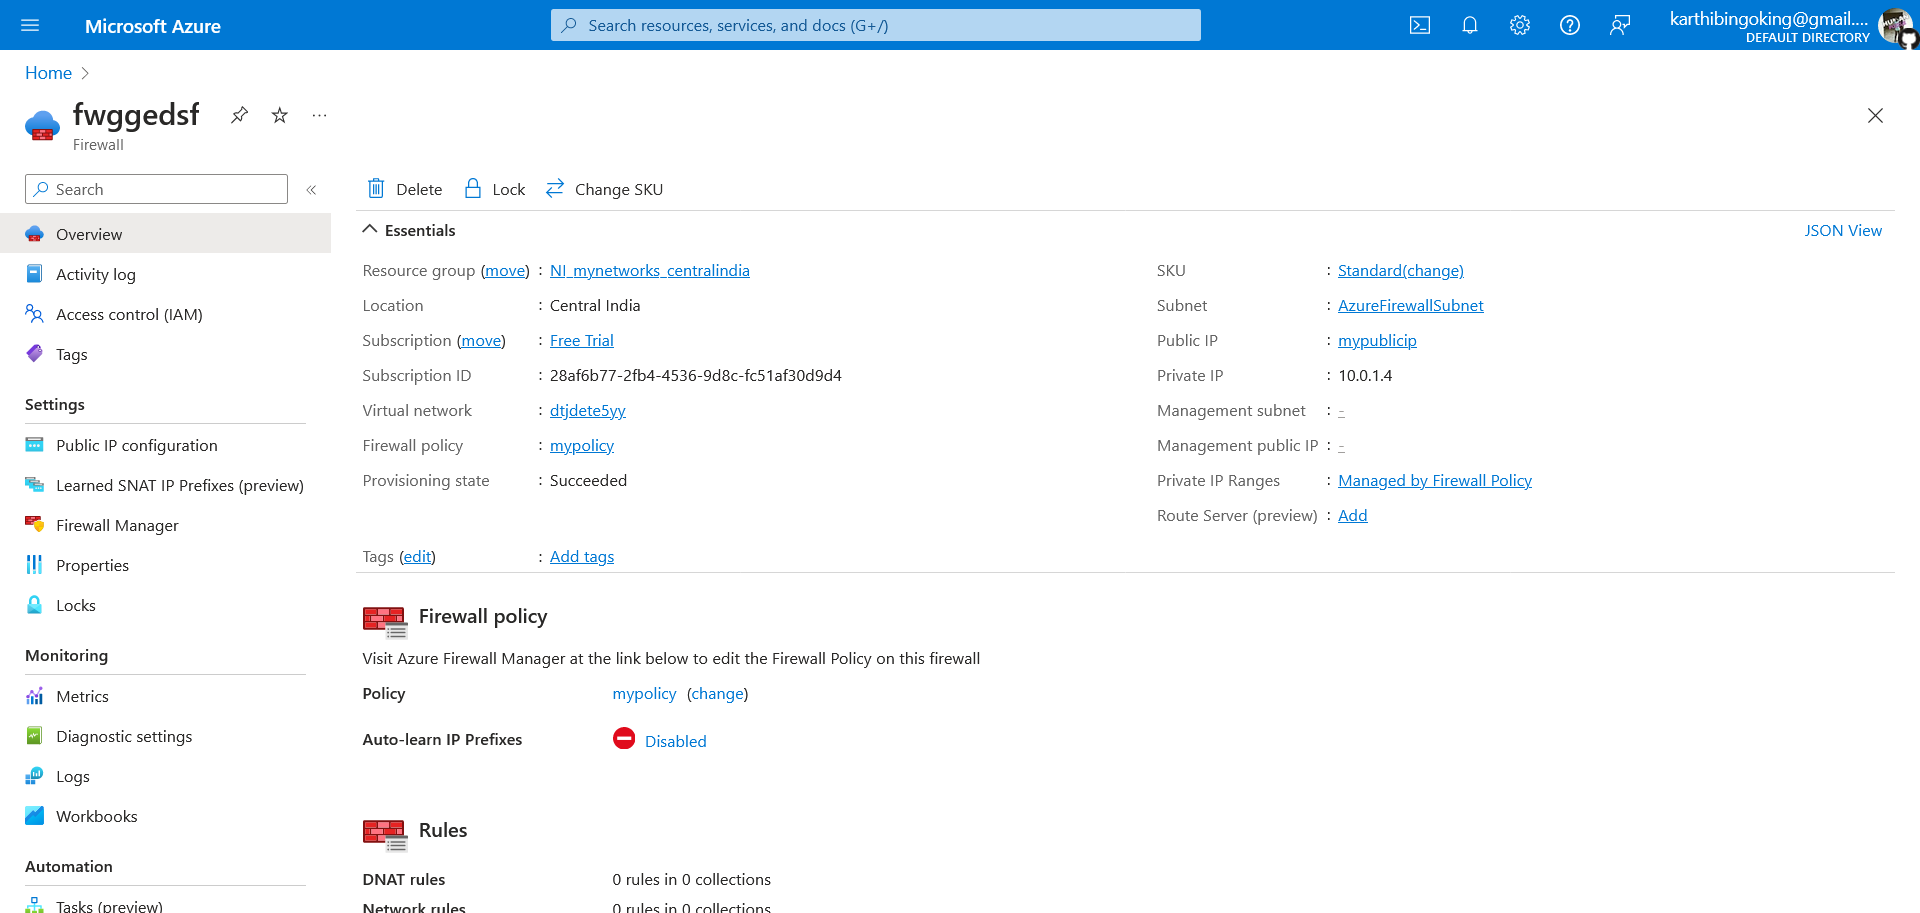 Microsoft Azure
Search resources, services, and docs (G+/)
karthibingoking@gmail....
DEFAULT DIRECTORY
Home
fwggedsf
Firewall
Search
Overview
Activity log
Access control (IAM)
Tags
Settings
Public IP configuration
Learned SNAT IP Prefixes (preview)
Firewall Manager
Properties
Locks
Monitoring
Metrics
Diagnostic settings
Logs
Workbooks
Automation
Tasks (preview)
Delete
Lock
Change SKU
Essentials
JSON View
Resource group (move) : NI_mynetworks_centralindia
Location : Central India
Subscription (move) : Free Trial
Subscription ID : 28af6b77-2fb4-4536-9d8c-fc51af30d9d4
Virtual network : dtjdete5yy
Firewall policy : mypolicy
Provisioning state : Succeeded
SKU : Standard(change)
Subnet : AzureFirewallSubnet
Public IP : mypublicip
Private IP : 10.0.1.4
Management subnet : -
Management public IP : -
Private IP Ranges : Managed by Firewall Policy
Route Server (preview) : Add
Tags (edit) : Add tags
Firewall policy
Visit Azure Firewall Manager at the link below to edit the Firewall Policy on this firewall
Policy mypolicy (change)
Auto-learn IP Prefixes Disabled
Rules
DNAT rules 0 rules in 0 collections
Network rules 0 rules in 0 collections